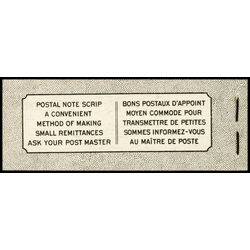 POSTAL NOTE SCRIP
A CONVENIENT
METHOD OF MAKING
SMALL REMITTANCES
ASK YOUR POST MASTER
BONS POSTAUX D'APPOINT
MOYEN COMMODE POUR
TRANSMETTRE DE PETITES
SOMMES INFORMEZ-VOUS
AU MAÎTRE DE POSTE